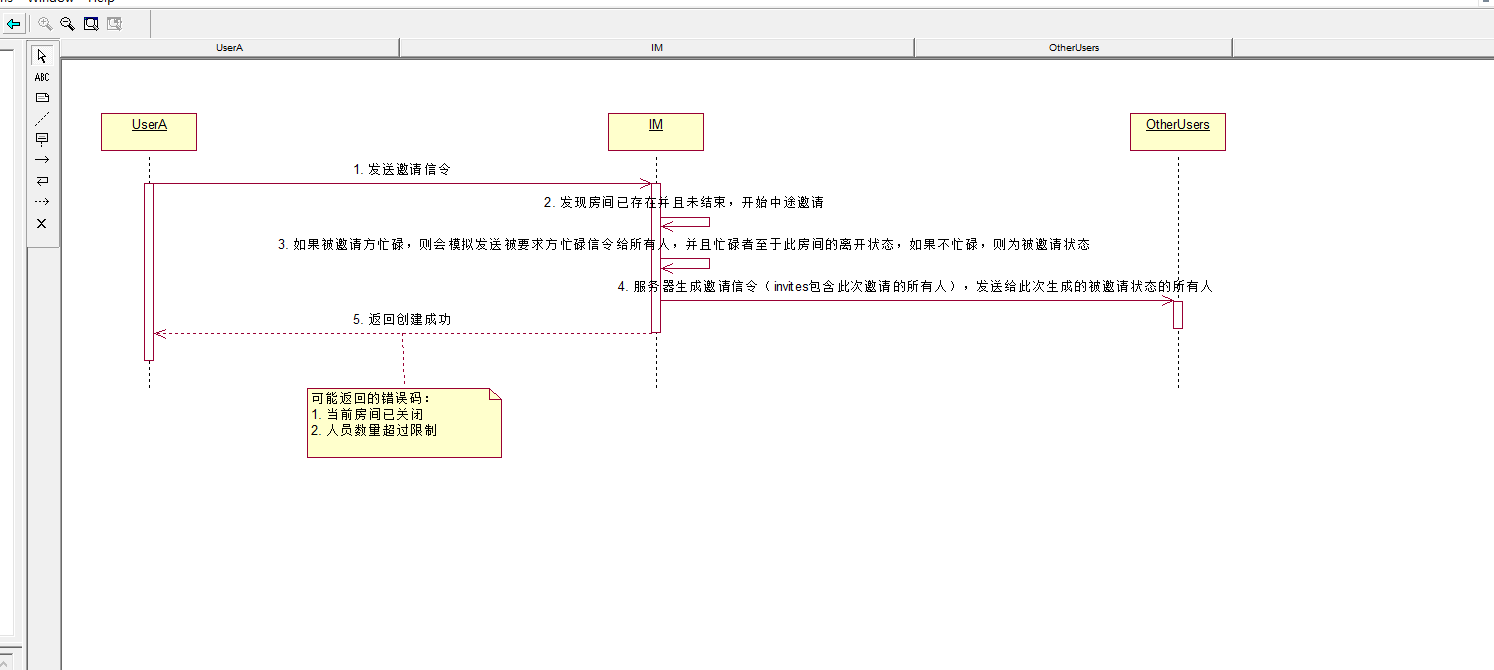 Window Help
UserA IM OtherUsers
ABC
UserA IM OtherUsers
1. 发送邀请信令
2. 发现房间已存在并且未结束，开始中途邀请
3. 如果被邀请方忙碌，则会模拟发送被要求方忙碌信令给所有人，并且忙碌者至于此房间的离开状态，如果不忙碌，则为被邀请状态
4. 服务器生成邀请信令（invites包含此次邀请的所有人），发送给此次生成的被邀请状态的所有人
5. 返回创建成功
可能返回的错误码：
1. 当前房间已关闭
2. 人员数量超过限制